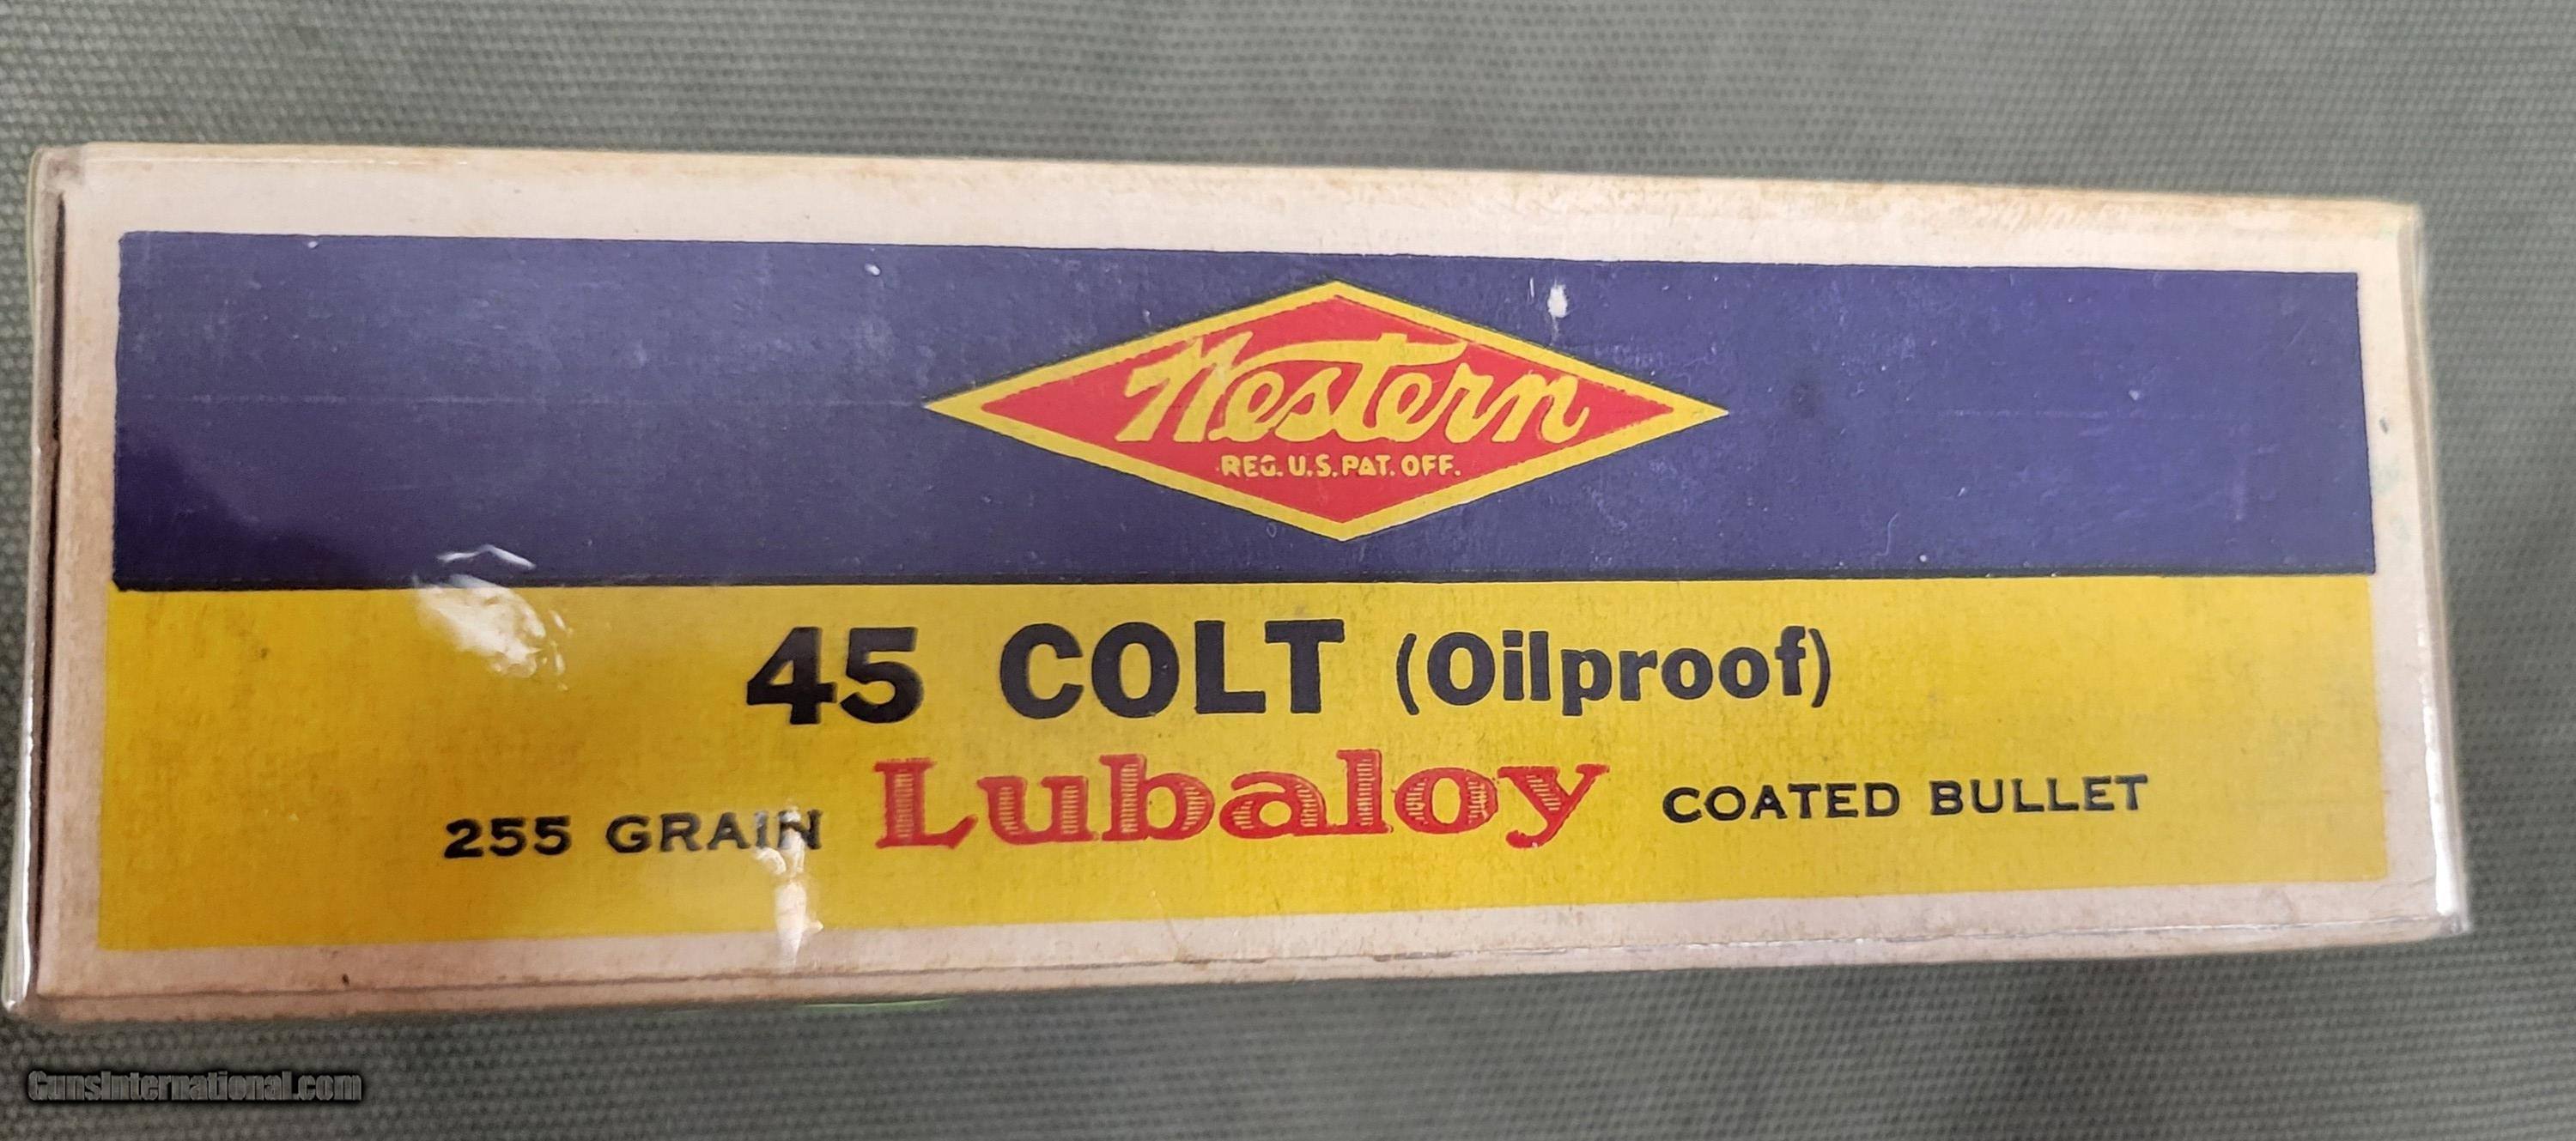 Western
REG. U.S. PAT. OFF.
45 COLT (Oilproof)
255 GRAIN Lubaloy COATED BULLET
GunsInternational.com